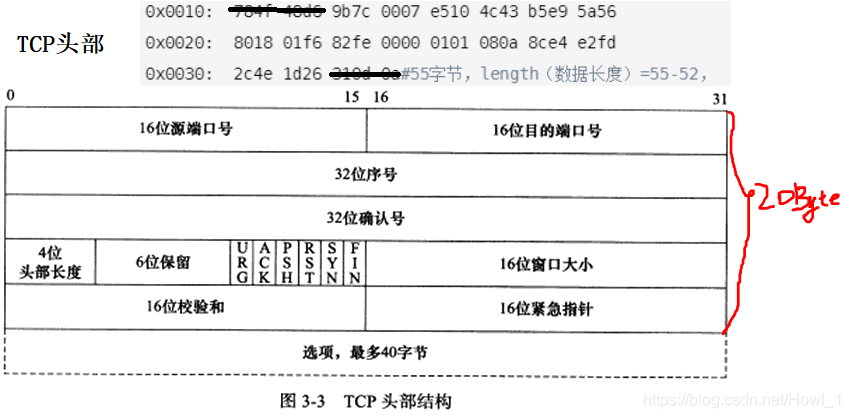 0x0010: 784f 48d6 9b7c 0007 e510 4c43 b5e9 5a56
TCP头部
0x0020: 8018 01f6 82fe 0000 0101 080a 8ce4 e2fd
0x0030: 2c4e 1d26 310d 0a#55字节，length（数据长度）=55-52，
0 15 16 31
16位源端口号 16位目的端口号
32位序号
20Byte
32位确认号
4位头部长度 6位保留 URG ACK PSH RST SYN FIN 16位窗口大小
16位校验和 16位紧急指针
选项，最多40字节
图 3-3 TCP 头部结构
https://blog.csdn.net/Howl_1